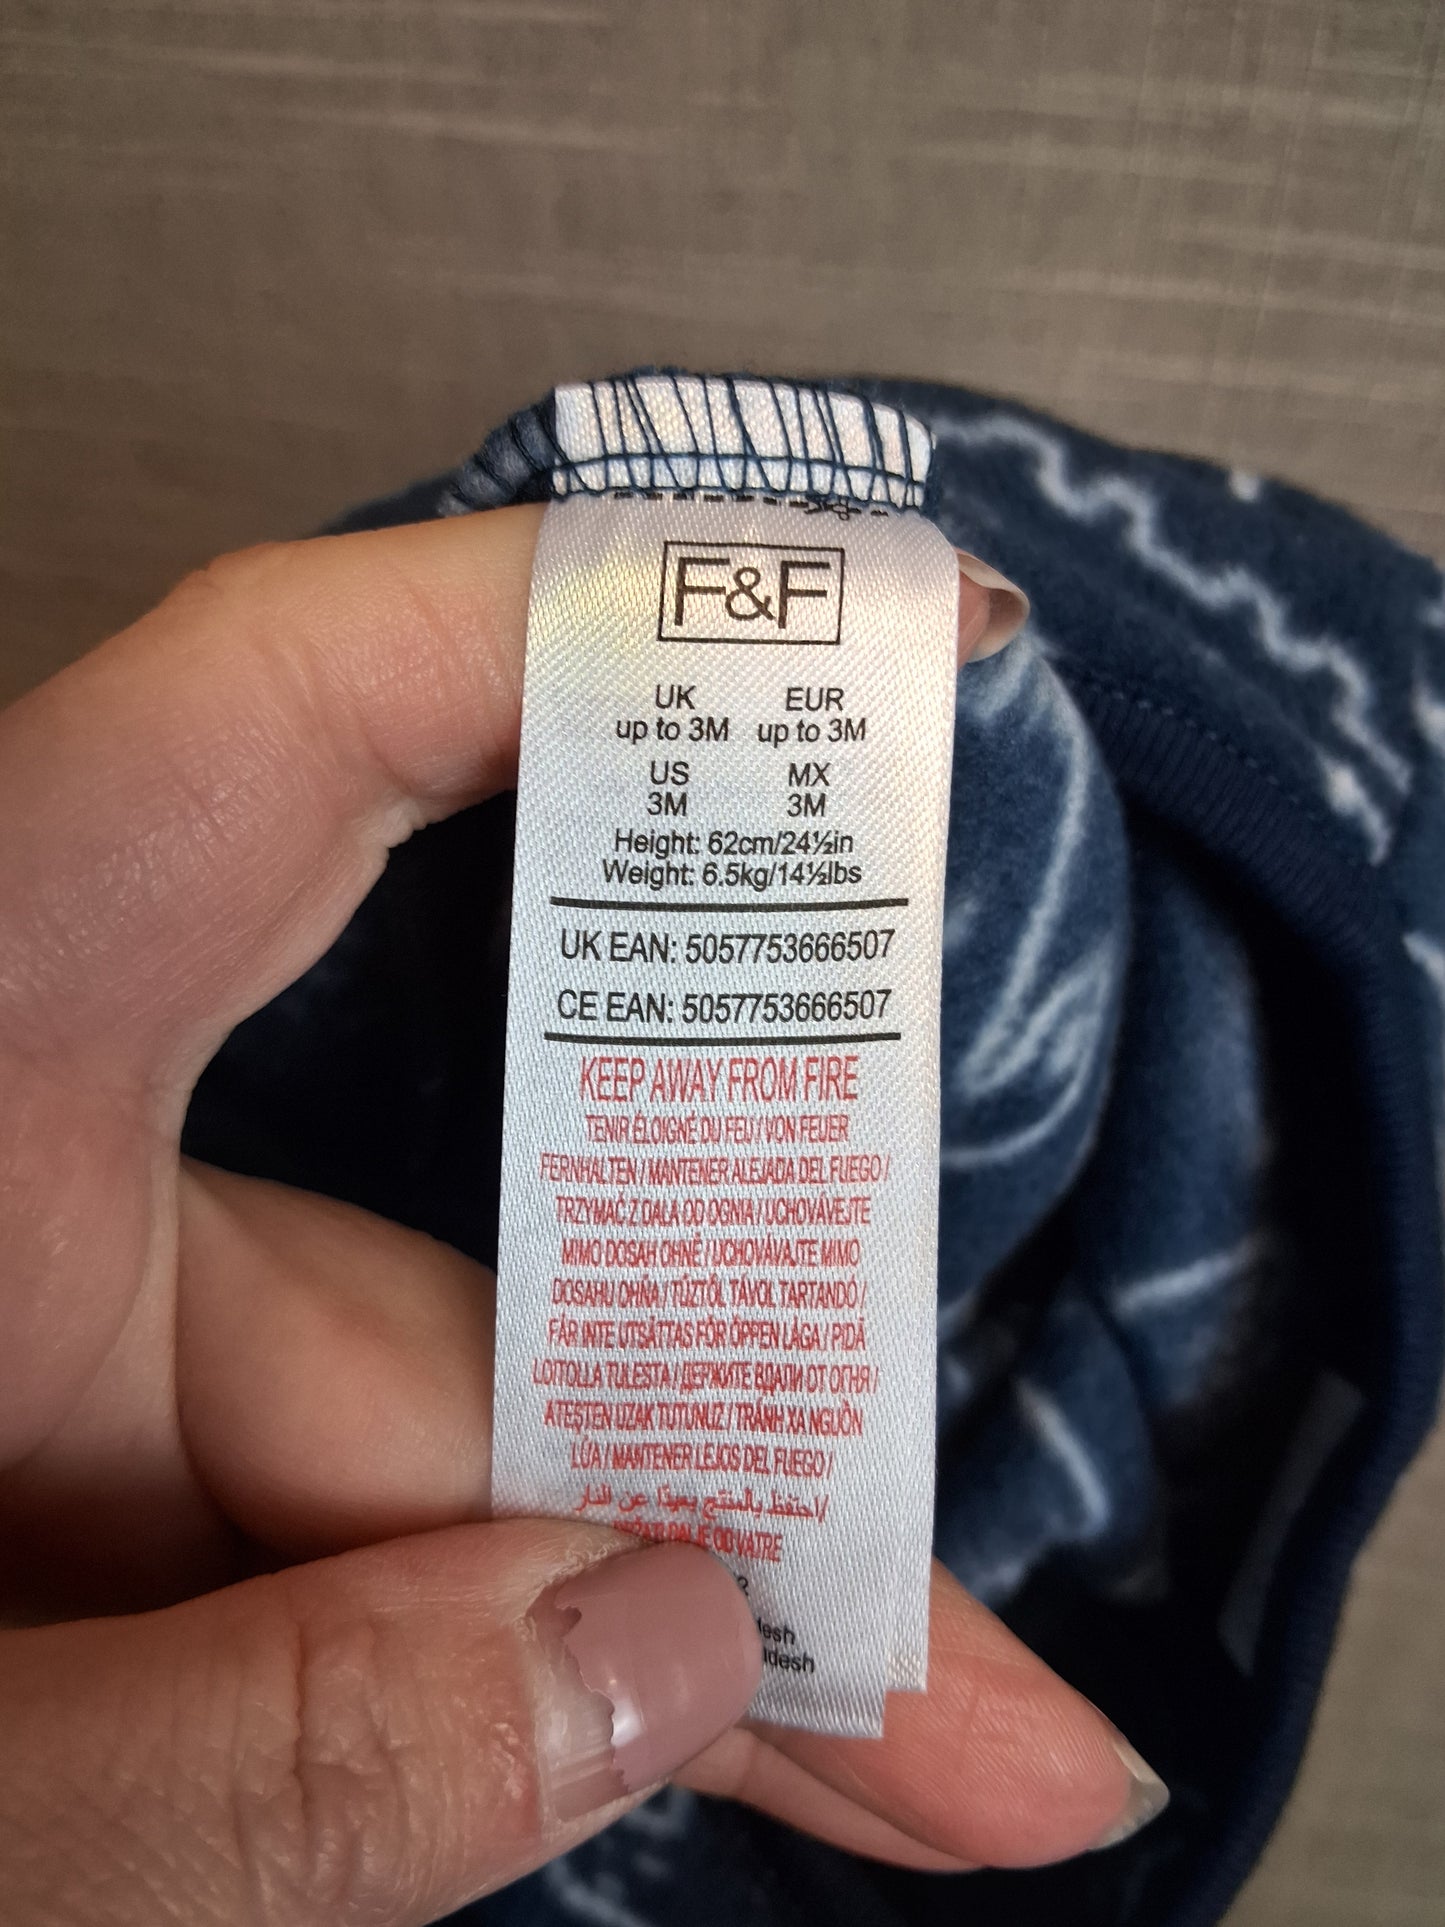 F&F
UK EUR
up to 3M up to 3M
US MX
3M 3M
Height: 62cm/24½in
Weight: 6.5kg/14½lbs
UK EAN: 5057753666507
CE EAN: 5057753666507
KEEP AWAY FROM FIRE
TENIR ÉLOIGNÉ DU FEU / VON FEUER
FERNHALTEN / MANTENER ALEJADA DEL FUEGO /
TRZYMAĆ Z DALA OD OGNIA / UCHOVÁVEJTE
MIMO DOSAH OHNĚ / UCHOVÁVAJTE MIMO
DOSAHU OHŇA / TŰZTŐL TÁVOL TARTANDÓ /
FÅR INTE UTSÄTTAS FÖR ÖPPEN LÅGA / PIDÄ
LOITOLLA TULESTA / ДЕРЖИТЕ ВДАЛИ ОТ ОГНЯ /
ATEŞTEN UZAK TUTUNUZ / TRÁNH XA NGUỒN
LỬA / MANTENER LEJOS DEL FUEGO /
احتفظ بالمنتج بعيدًا عن النار/
DALJE OD VATRE